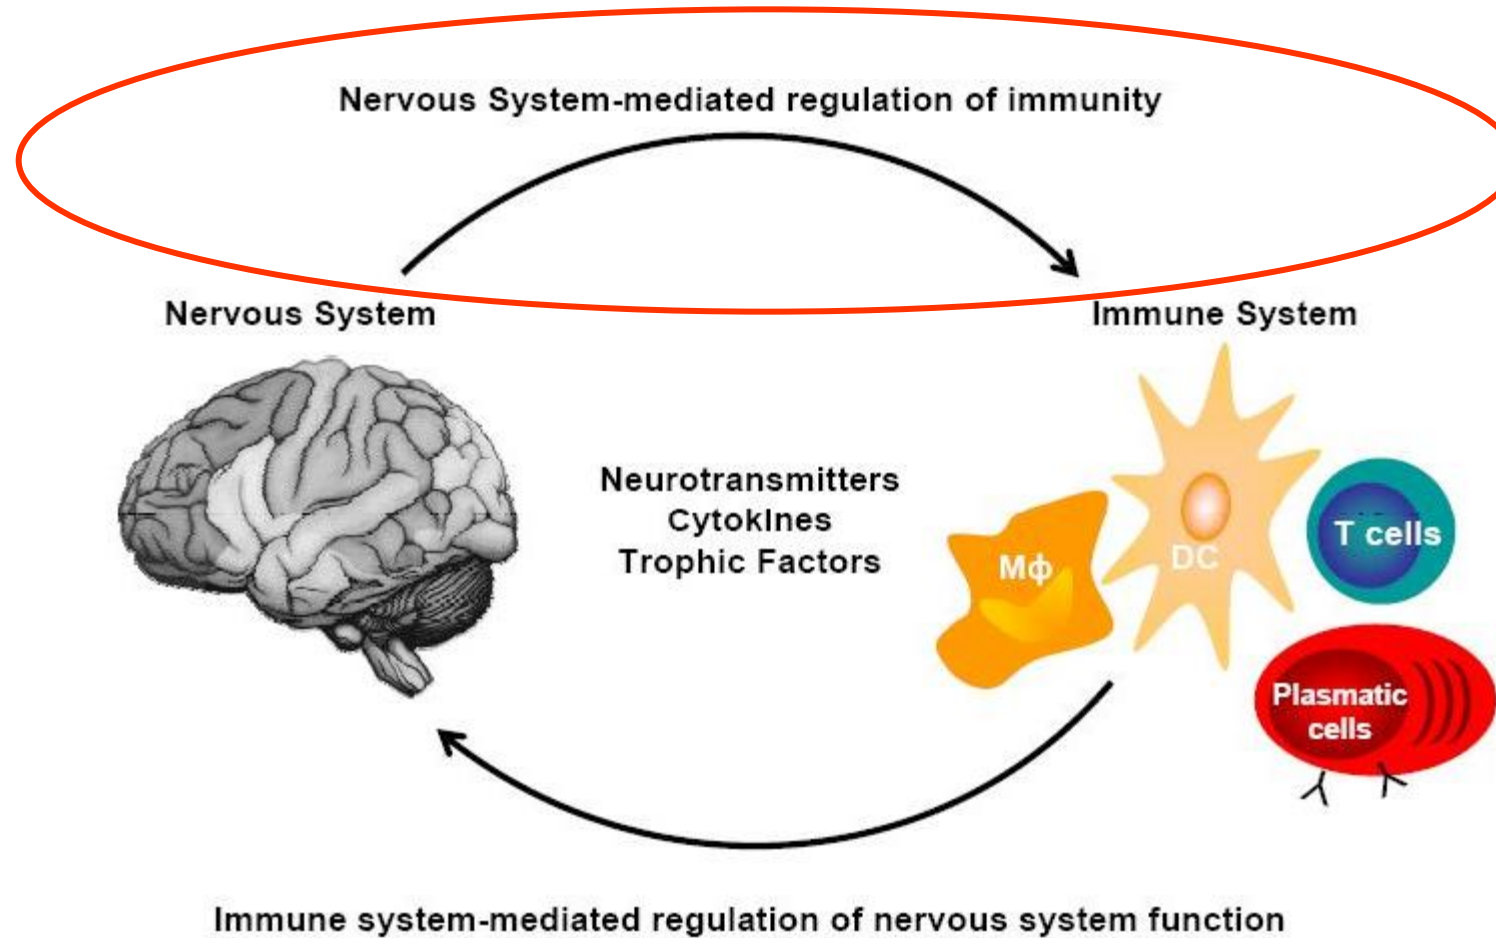 Nervous System-mediated regulation of immunity
Nervous System
Immune System
Neurotransmitters
CytokInes
Trophic Factors
Mϕ
DC
T cells
Plasmatic
cells
Immune system-mediated regulation of nervous system function